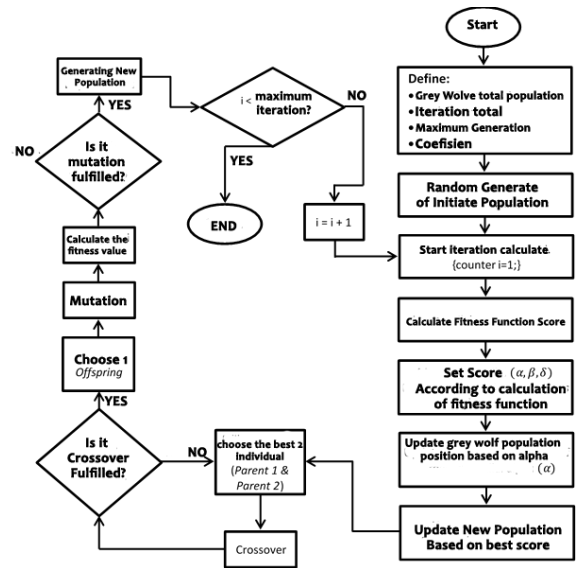 Start
Define:
• Grey Wolve total population
• Iteration total
• Maximum Generation
• Coefisien
Random Generate
of Initiate Population
Start iteration calculate
{counter i=1;}
Calculate Fitness Function Score
Set Score (α,β,δ)
According to calculation
of fitness function
Update grey wolf population
position based on alpha
(α)
Update New Population
Based on best score
choose the best 2
individual
(Parent 1 &
Parent 2)
Crossover
Is it
Crossover
Fulfilled?
NO
YES
Choose 1
Offspring
Mutation
Calculate the
fitness value
Is it
mutation
fulfilled?
NO
YES
Generating New
Population
i < maximum
iteration?
NO
YES
END
i = i + 1